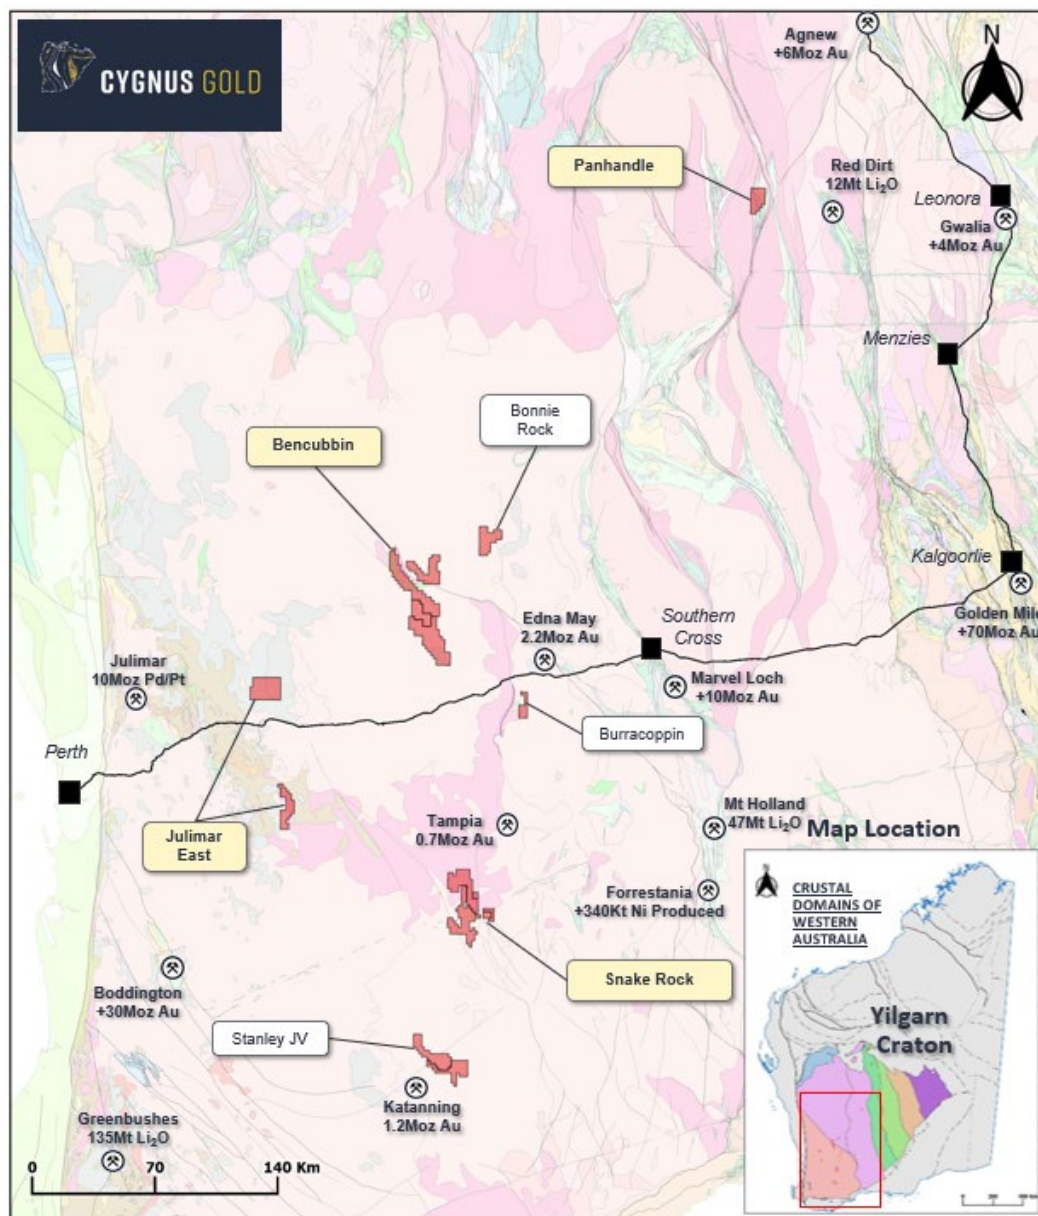 CYGNUS GOLD
Agnew
+6Moz Au
N
Panhandle
Red Dirt
12Mt Li₂O
Leonora
Gwalia
+4Moz Au
Menzies
Bonnie
Rock
Bencubbin
Kalgoorlie
Golden Mile
+70Moz Au
Edna May
2.2Moz Au
Southern
Cross
Julimar
10Moz Pd/Pt
Marvel Loch
+10Moz Au
Burracoppin
Perth
Julimar
East
Tampia
0.7Moz Au
Mt Holland
47Mt Li₂O
Map Location
Forrestania
+340Kt Ni Produced
CRUSTAL
DOMAINS OF
WESTERN
AUSTRALIA
Snake Rock
Boddington
+30Moz Au
Stanley JV
Yilgarn
Craton
Katanning
1.2Moz Au
Greenbushes
135Mt Li₂O
0 70 140 Km